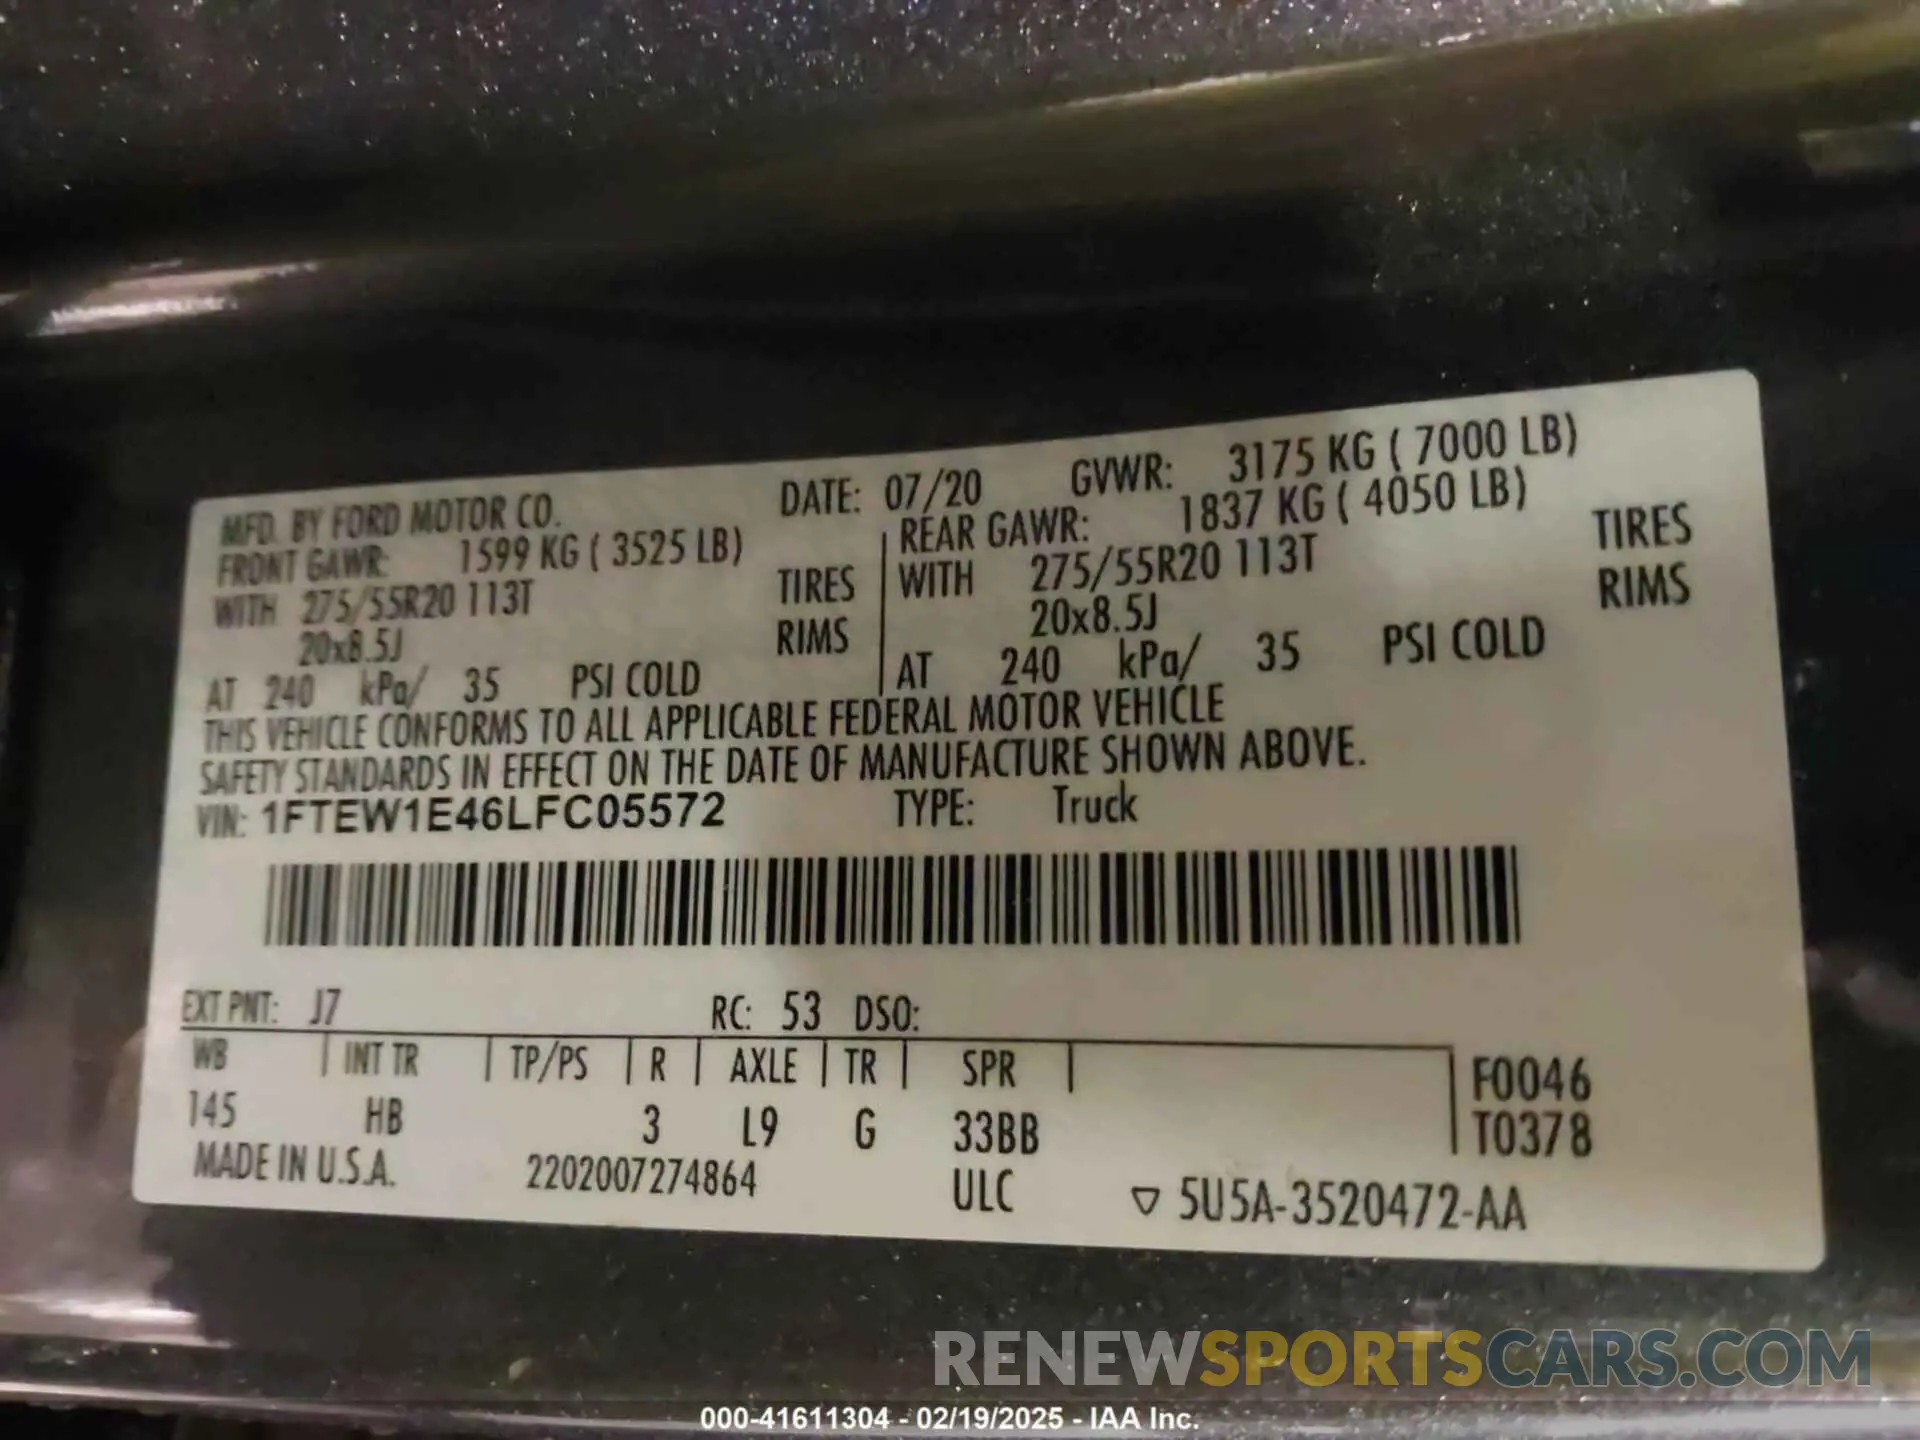 MFD. BY FORD MOTOR CO. DATE: 07/20 GVWR: 3175 KG ( 7000 LB)
FRONT GAWR: 1599 KG ( 3525 LB) REAR GAWR: 1837 KG ( 4050 LB)
WITH 275/55R20 113T TIRES WITH 275/55R20 113T TIRES
20x8.5J RIMS 20x8.5J RIMS
AT 240 kPa/ 35 PSI COLD AT 240 kPa/ 35 PSI COLD
THIS VEHICLE CONFORMS TO ALL APPLICABLE FEDERAL MOTOR VEHICLE
SAFETY STANDARDS IN EFFECT ON THE DATE OF MANUFACTURE SHOWN ABOVE.
VIN: 1FTEW1E46LFC05572 TYPE: Truck
EXT PNT: J7 RC: 53 DSO:
WB INT TR TP/PS R AXLE TR SPR F0046
145 HB 3 L9 G 33BB T0378
MADE IN U.S.A. 2202007274864 ULC ▽ 5U5A-3520472-AA
RENEWSPORTSCARS.COM
000-41611304 - 02/19/2025 - IAA Inc.